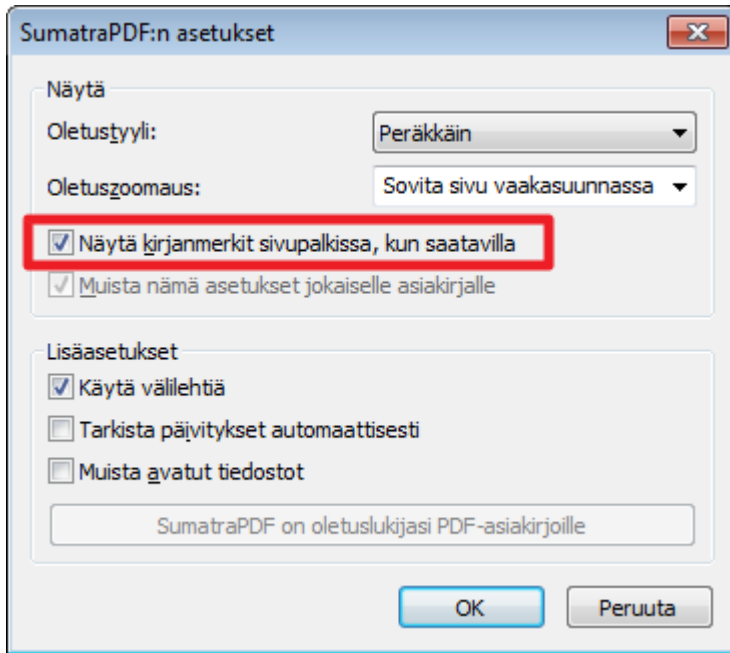 SumatraPDF:n asetukset
Näytä
Oletustyyli: Peräkkäin
Oletuszoomaus: Sovita sivu vaakasuunnassa
Näytä kirjanmerkit sivupalkissa, kun saatavilla
Muista nämä asetukset jokaiselle asiakirjalle
Lisäasetukset
Käytä välilehtiä
Tarkista päivitykset automaattisesti
Muista avatut tiedostot
SumatraPDF on oletuslukijasi PDF-asiakirjoille
OK Peruuta